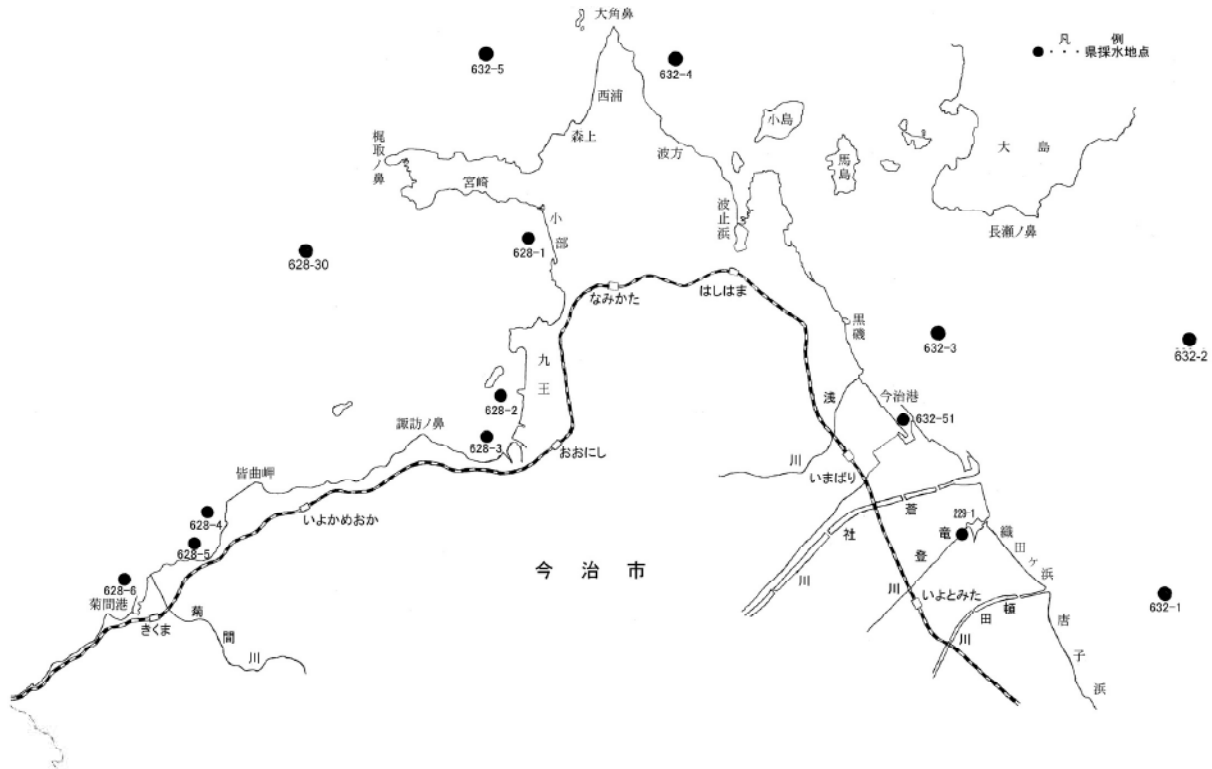 大角鼻
凡例
●・・・県採水地点
632-5
632-4
西浦
小島
森上
波方
馬島
大島
梶取ノ鼻
宮崎
小部
波止浜
長瀬ノ鼻
628-1
628-30
なみかた
はしはま
黒磯
632-3
632-2
九王
628-2
浅川
今治港
632-51
諏訪ノ鼻
628-3
おおにし
いまばり
皆曲岬
628-4
いよかめおか
蒼社川
229-1
628-5
竜登川
織田ヶ浜
今治市
628-6
菊間港
いよとみた
632-1
きくま
菊間川
頓田川
唐子浜